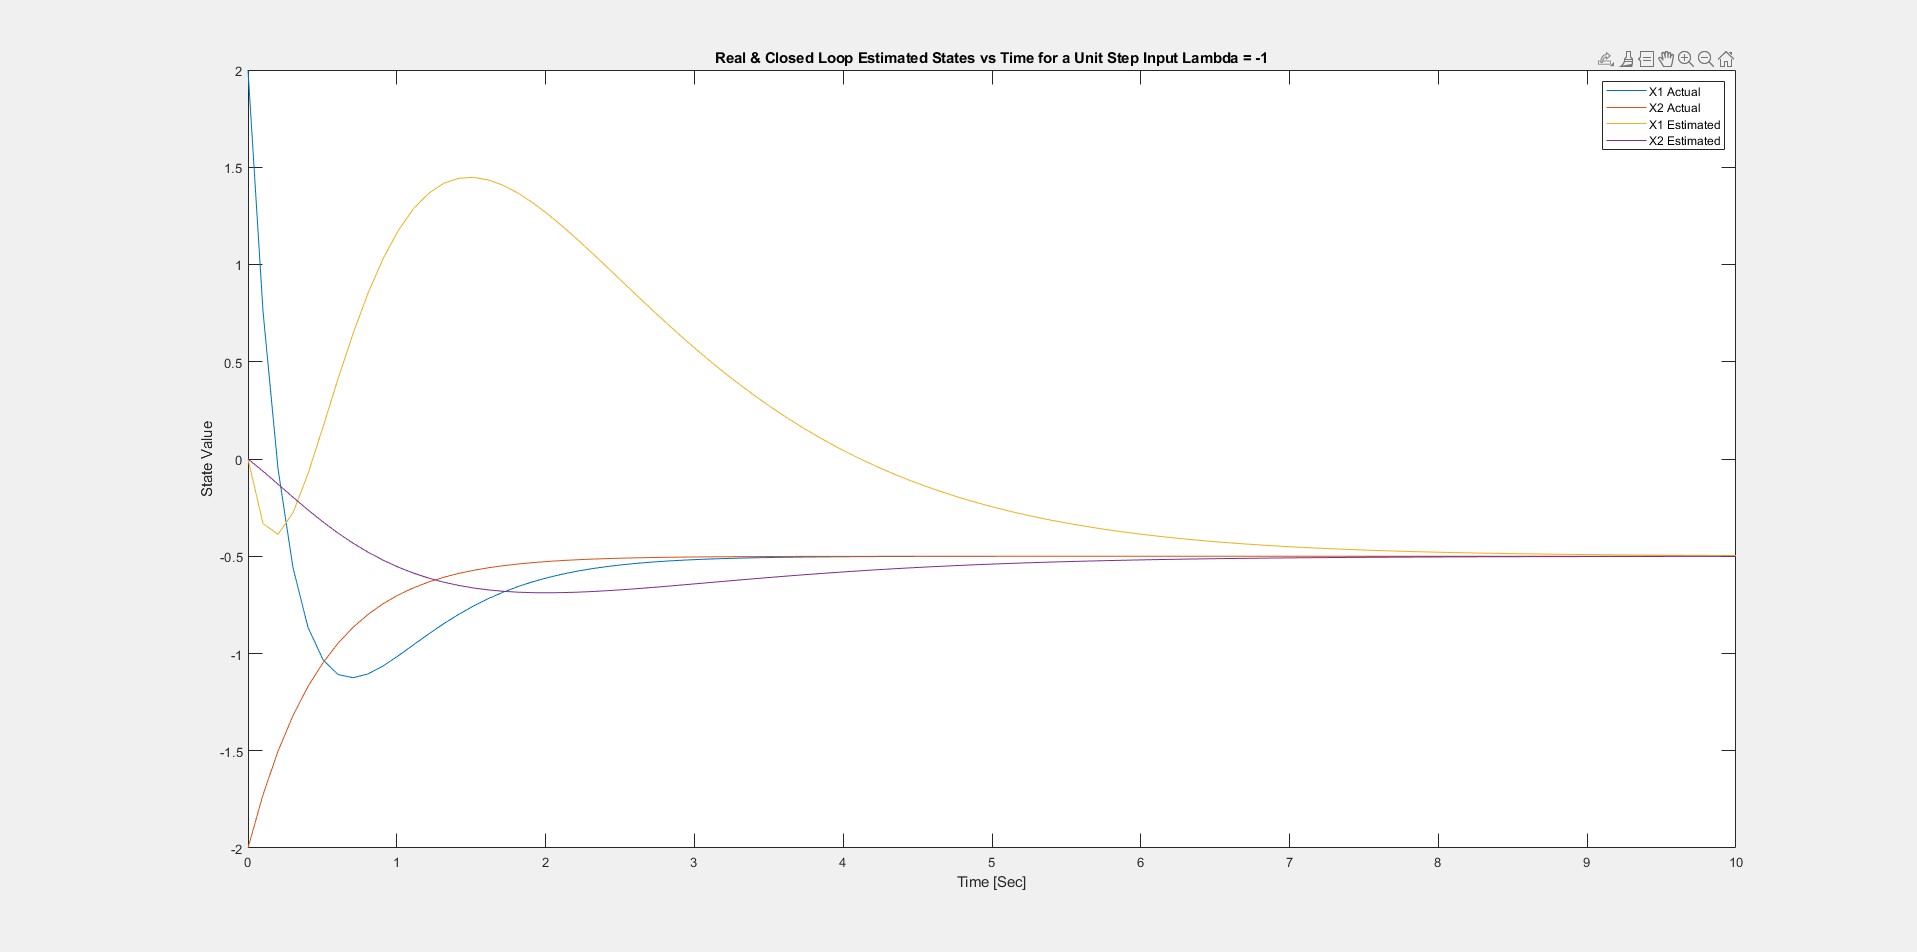 Real & Closed Loop Estimated States vs Time for a Unit Step Input Lambda = -1
X1 Actual
X2 Actual
X1 Estimated
X2 Estimated
2
1.5
1
0.5
0
-0.5
-1
-1.5
-2
State Value
0 1 2 3 4 5 6 7 8 9 10
Time [Sec]